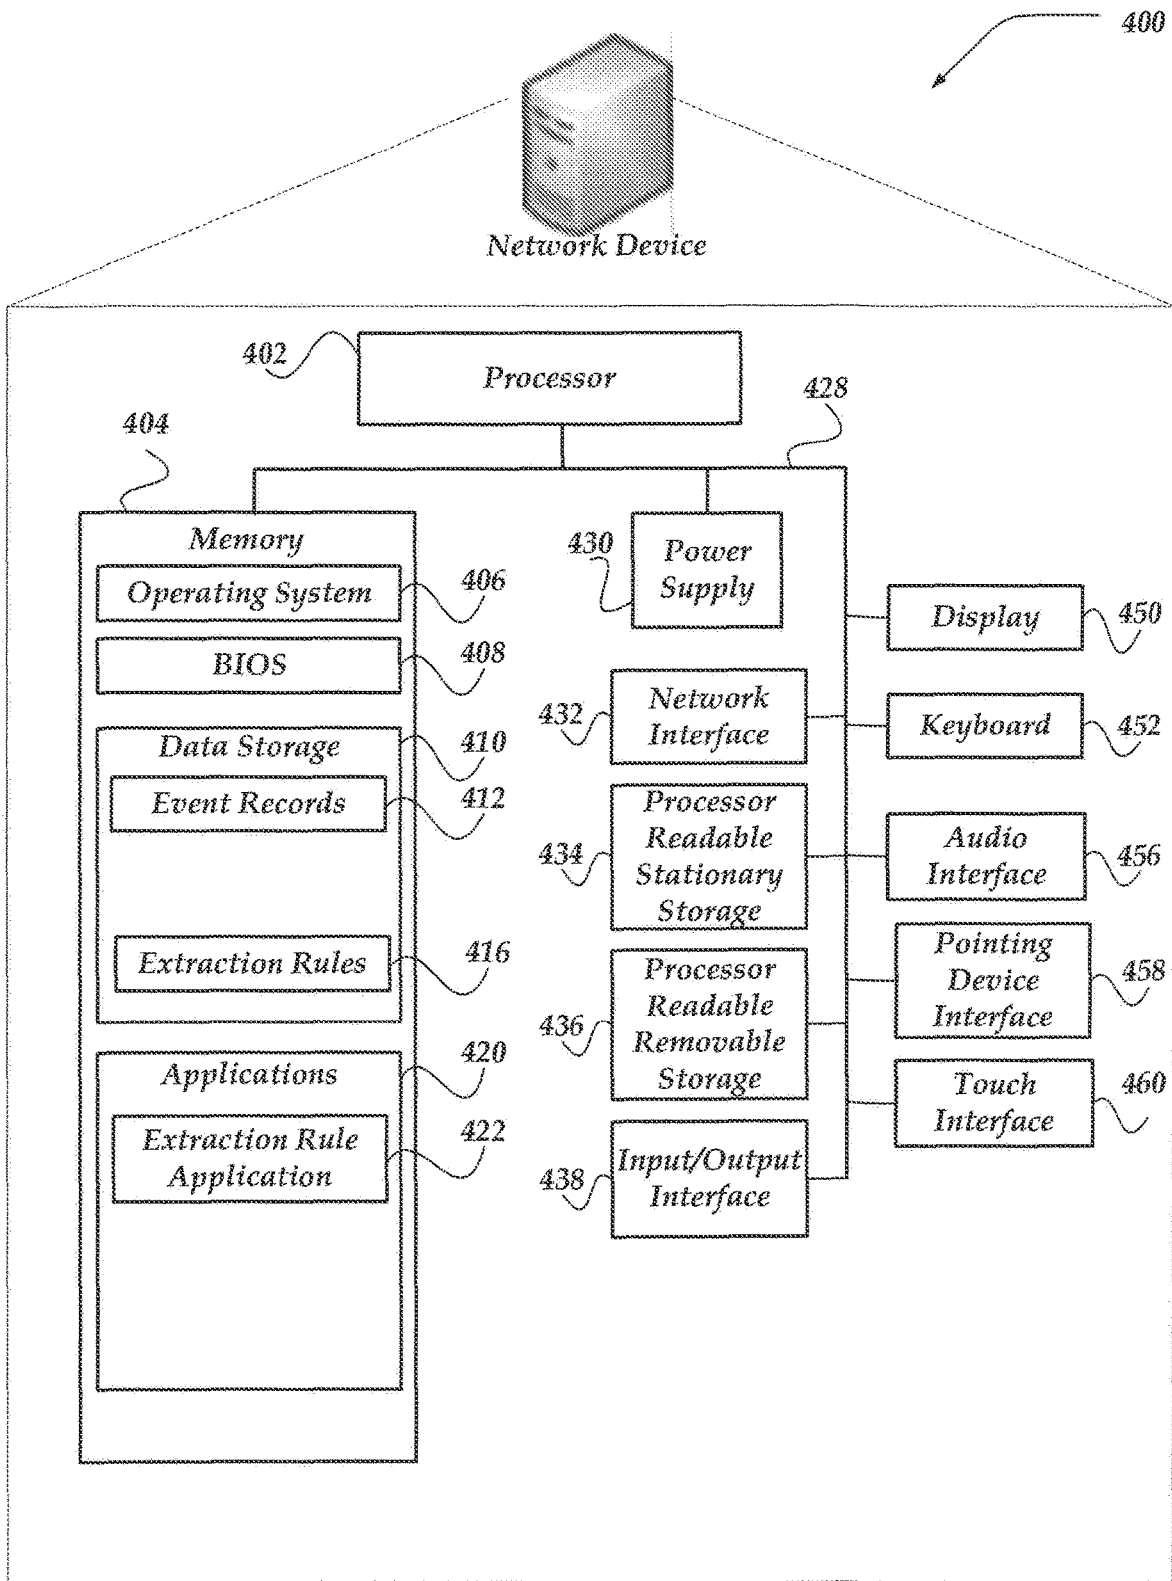 400
Network Device
402
Processor
428
404
Memory
Operating System
406
BIOS
408
Data Storage
410
Event Records
412
Extraction Rules
416
Applications
420
Extraction Rule
Application
422
430
Power
Supply
432
Network
Interface
434
Processor
Readable
Stationary
Storage
436
Processor
Readable
Removable
Storage
438
Input/Output
Interface
Display
450
Keyboard
452
Audio
Interface
456
Pointing
Device
Interface
458
Touch
Interface
460